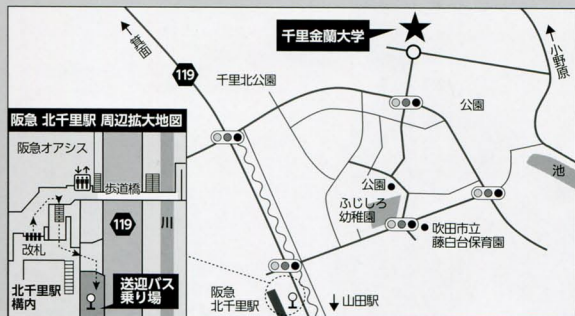 千里金蘭大学
箕面
小野原
119
千里北公園
公園
池
公園
ふじしろ
幼稚園
吹田市立
藤白台保育園
阪急
北千里駅
山田駅
阪急 北千里駅 周辺拡大地図
阪急オアシス
歩道橋
119
川
改札
北千里駅
構内
送迎バス
乗り場